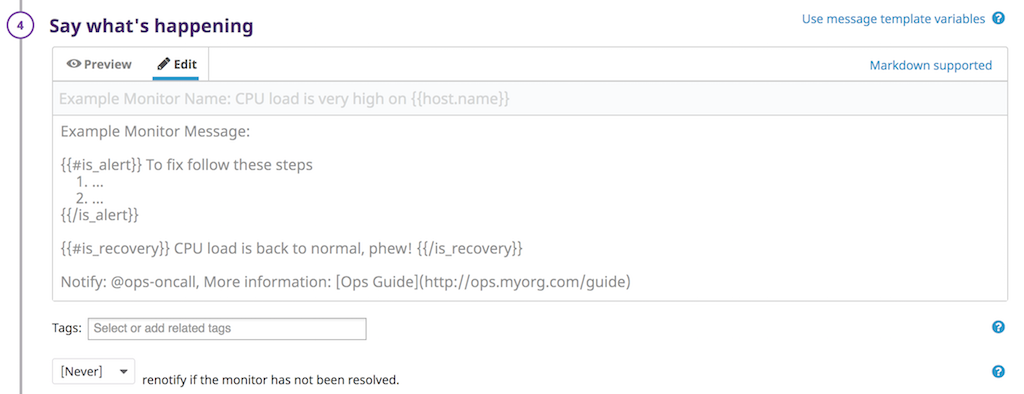 4 Say what's happening Use message template variables ?
Preview Edit Markdown supported
Example Monitor Name: CPU load is very high on {{host.name}}
Example Monitor Message:
{{#is_alert}} To fix follow these steps
1. ...
2. ...
{{/is_alert}}
{{#is_recovery}} CPU load is back to normal, phew! {{/is_recovery}}
Notify: @ops-oncall, More information: [Ops Guide](http://ops.myorg.com/guide)
Tags: Select or add related tags ?
[Never] renotify if the monitor has not been resolved. ?